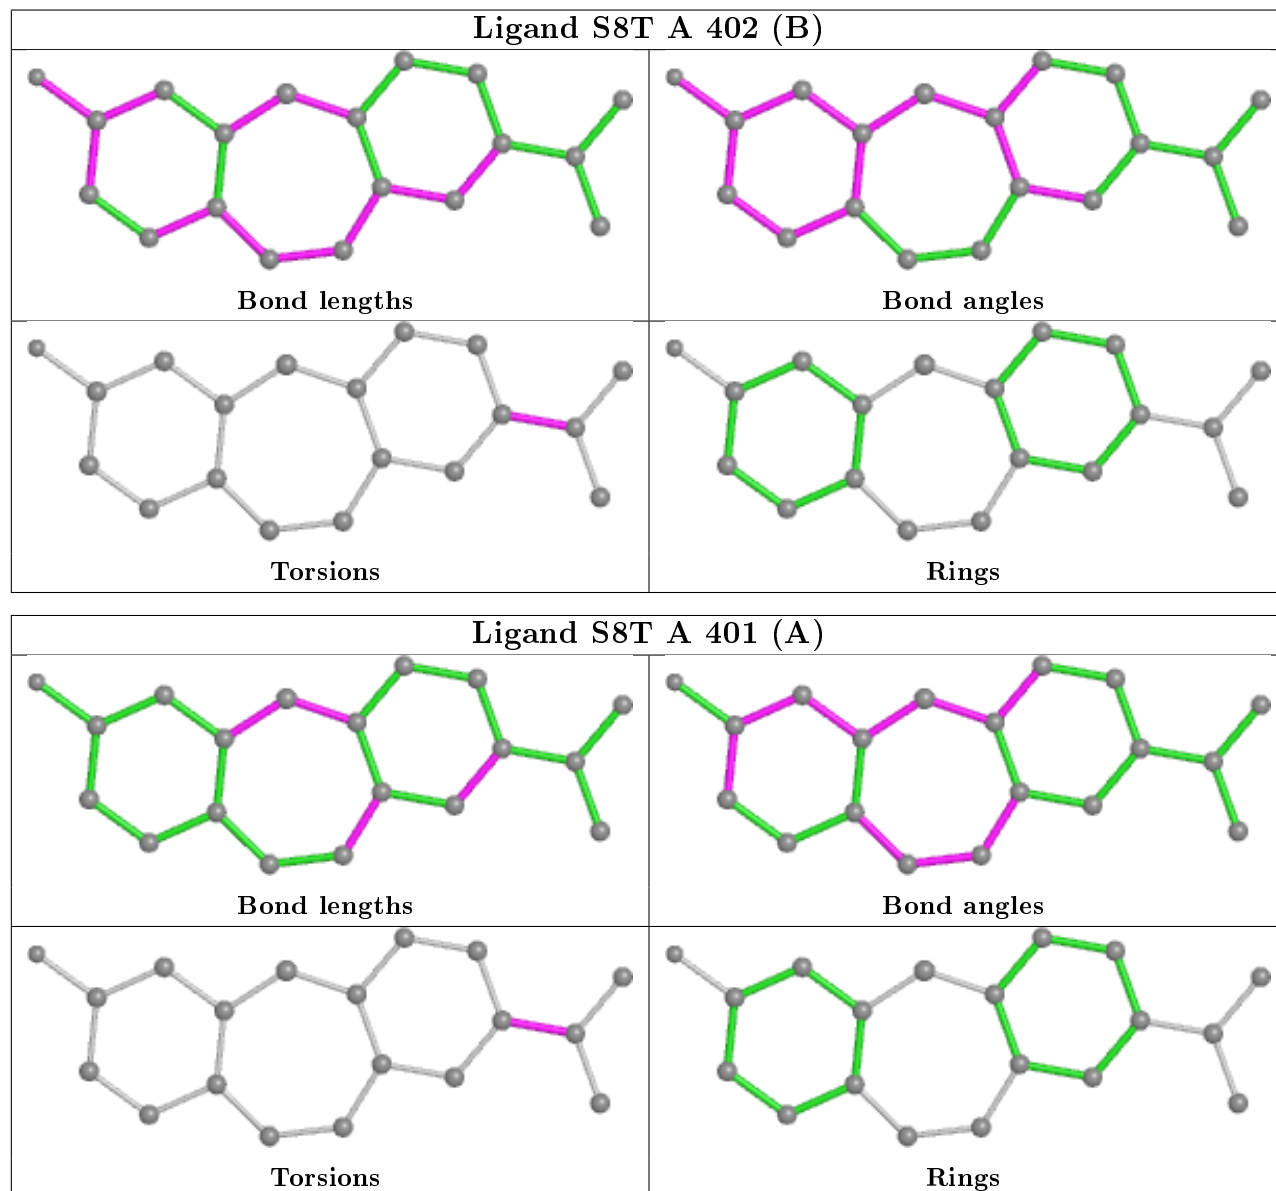 Ligand S8T A 402 (B)
Bond lengths
Bond angles
Torsions
Rings
Ligand S8T A 401 (A)
Bond lengths
Bond angles
Torsions
Rings